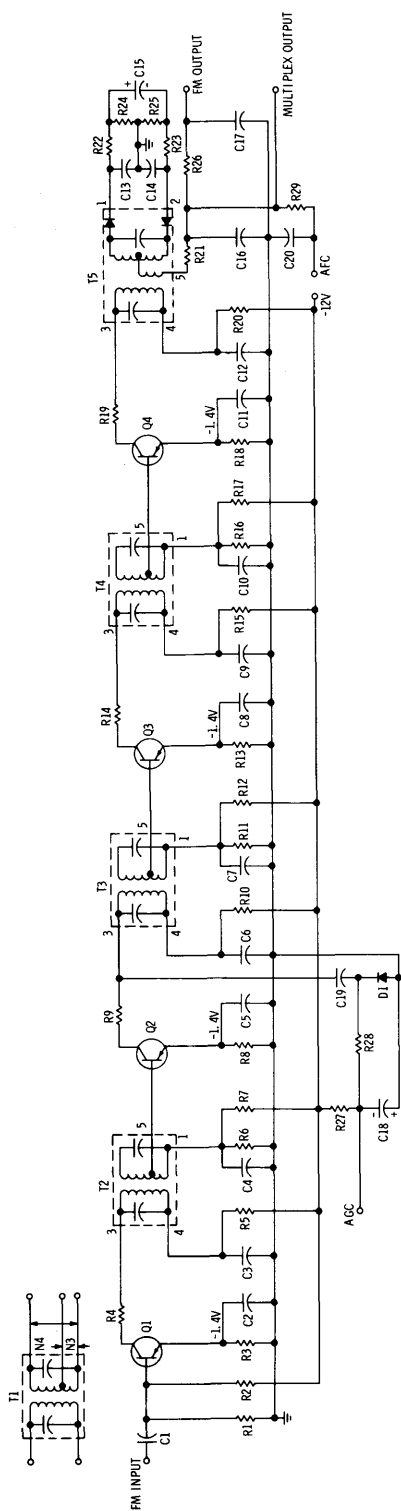 T1
N4
N3
FM INPUT
C1
R1
R2
Q1
R4
-1.4V
R3
C2
T2
3
4
5
1
C3
R5
C4
R6
R7
Q2
R9
-1.4V
R8
C5
T3
3
4
5
1
C6
R10
C7
R11
R12
AGC
R27
C18
- +
R28
C19
D1
Q3
R14
-1.4V
R13
C8
T4
3
4
5
1
C9
R15
C10
R16
R17
Q4
R19
-1.4V
R18
C11
T5
3
4
5
1
2
C12
R20
-12V
AFC
C20
R29
C16
R21
C13
C14
R22
R23
R24
R25
C15
+ -
R26
C17
FM OUTPUT
MULTIPLEX OUTPUT